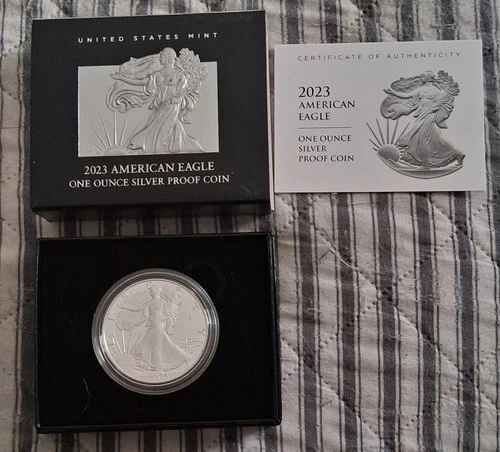 UNITED STATES MINT
2023 AMERICAN EAGLE
ONE OUNCE SILVER PROOF COIN
CERTIFICATE OF AUTHENTICITY
2023
AMERICAN
EAGLE
ONE OUNCE
SILVER
PROOF COIN